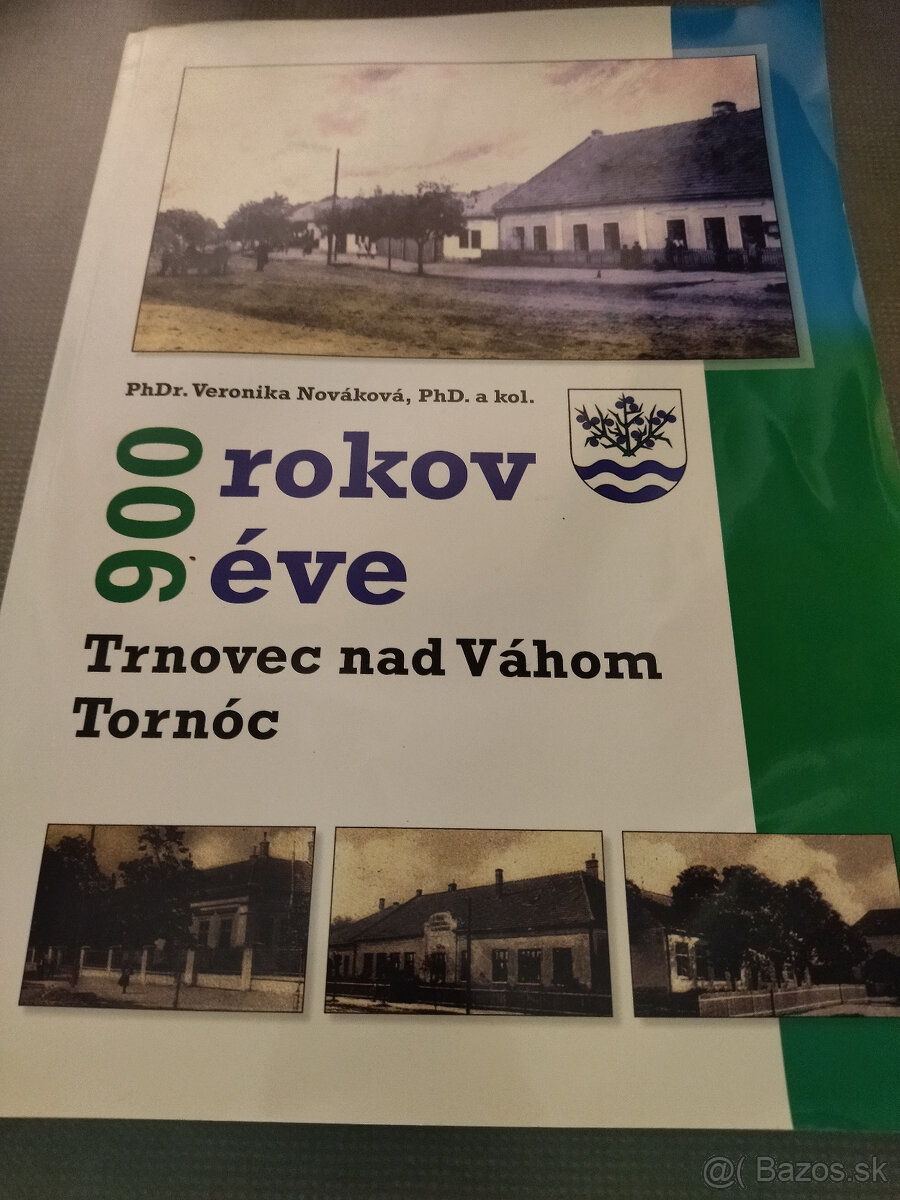 PhDr. Veronika Nováková, PhD. a kol.
900 rokov
éve
Trnovec nad Váhom
Tornóc
@( Bazos.sk